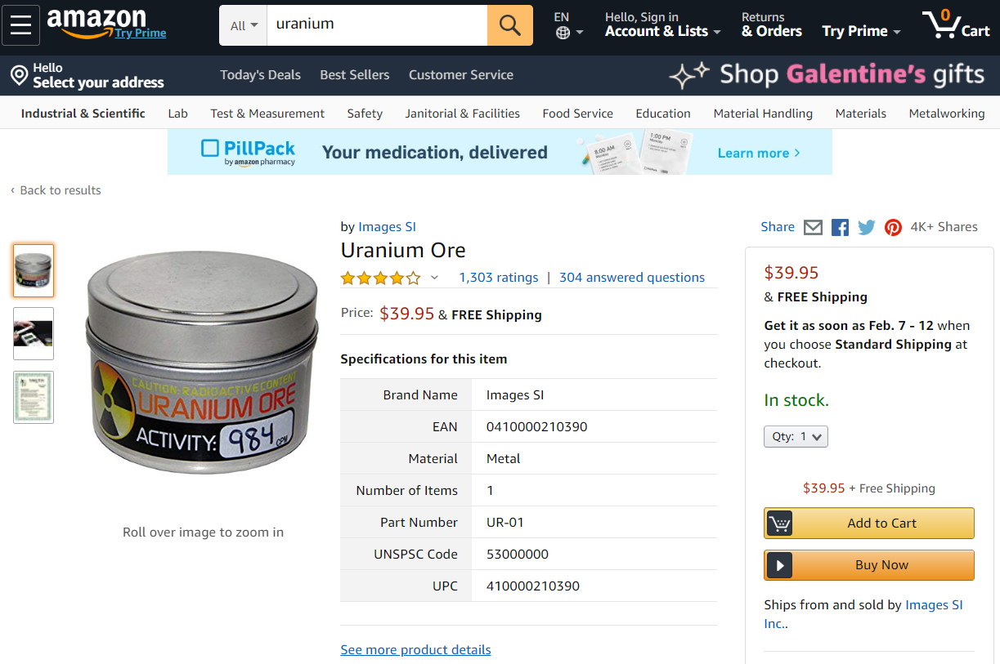 amazon
Try Prime
All
uranium
EN
Hello, Sign in
Account & Lists
Returns
& Orders
Try Prime
0
Cart
Hello
Select your address
Today's Deals
Best Sellers
Customer Service
Shop Galentine's gifts
Industrial & Scientific
Lab
Test & Measurement
Safety
Janitorial & Facilities
Food Service
Education
Material Handling
Materials
Metalworking
PillPack
by amazon pharmacy
Your medication, delivered
8:00 AM
Monday
1:00 PM
Monday
Learn more ›
‹ Back to results
CAUTION: RADIOACTIVE CONTENT
URANIUM ORE
ACTIVITY: 984 CPM
Roll over image to zoom in
by Images SI
Uranium Ore
1,303 ratings | 304 answered questions
Price: $39.95 & FREE Shipping
Specifications for this item
Brand Name Images SI
EAN 0410000210390
Material Metal
Number of Items 1
Part Number UR-01
UNSPSC Code 53000000
UPC 410000210390
See more product details
Share 4K+ Shares
$39.95
& FREE Shipping
Get it as soon as Feb. 7 - 12 when
you choose Standard Shipping at
checkout.
In stock.
Qty: 1
$39.95 + Free Shipping
Add to Cart
Buy Now
Ships from and sold by Images SI
Inc..